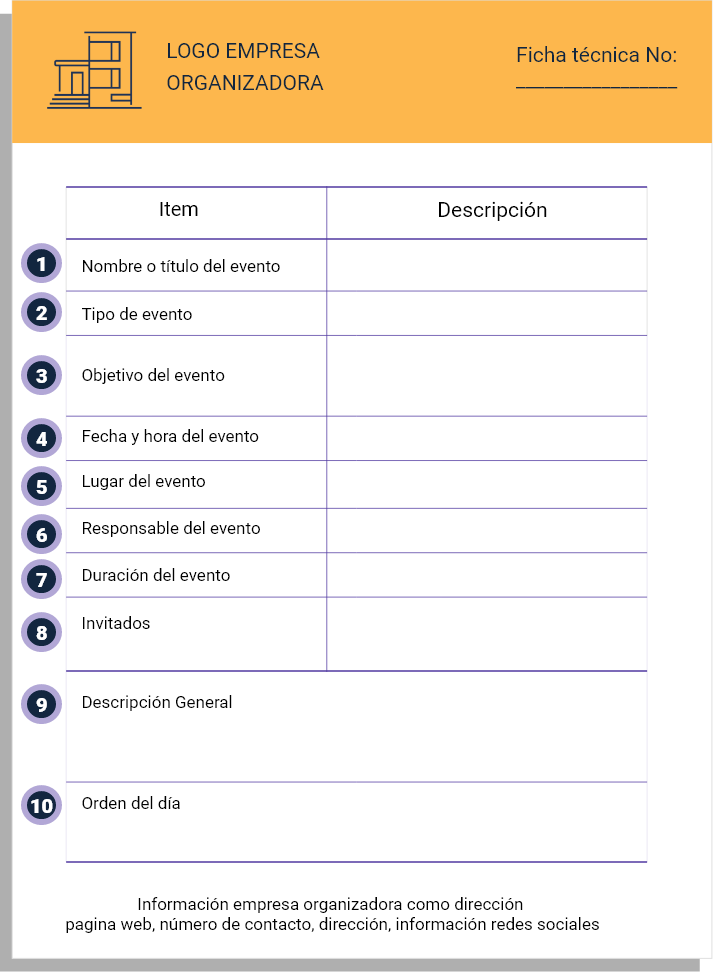 LOGO EMPRESA
ORGANIZADORA
Ficha técnica No:
_________________
Item
Descripción
1 Nombre o título del evento
2 Tipo de evento
3 Objetivo del evento
4 Fecha y hora del evento
5 Lugar del evento
6 Responsable del evento
7 Duración del evento
8 Invitados
9 Descripción General
10 Orden del día
Información empresa organizadora como dirección
pagina web, número de contacto, dirección, información redes sociales